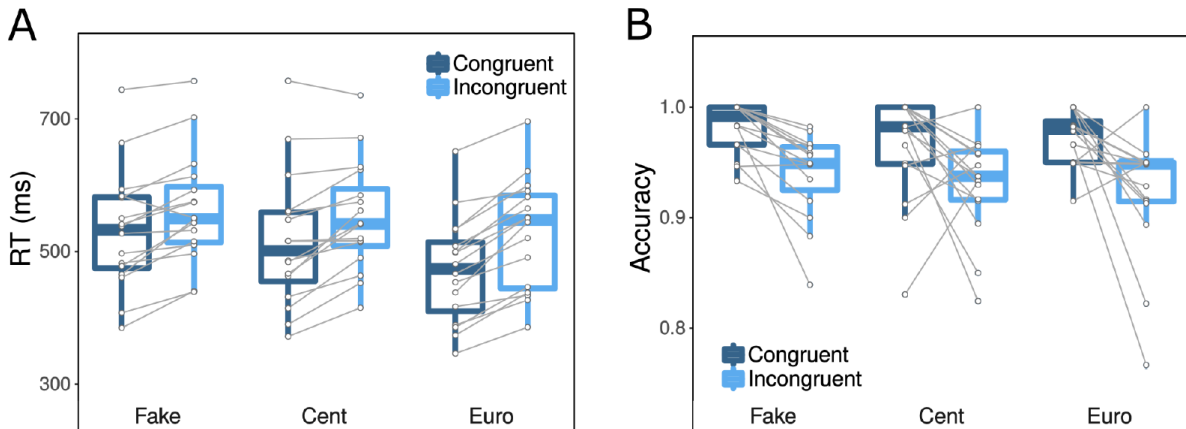 A
RT (ms)
700
500
300
Congruent
Incongruent
Fake
Cent
Euro
B
Accuracy
1.0
0.9
0.8
Congruent
Incongruent
Fake
Cent
Euro